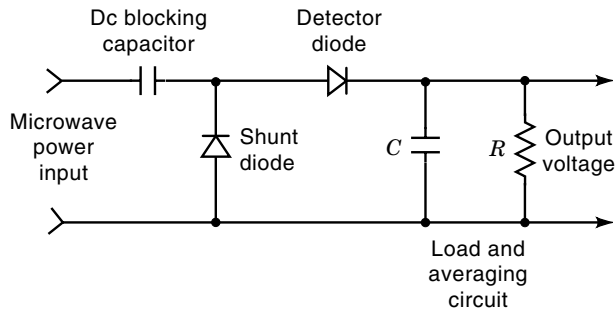 Dc blocking
capacitor
Detector
diode
Microwave
power
input
Shunt
diode
C
R
Output
voltage
Load and
averaging
circuit